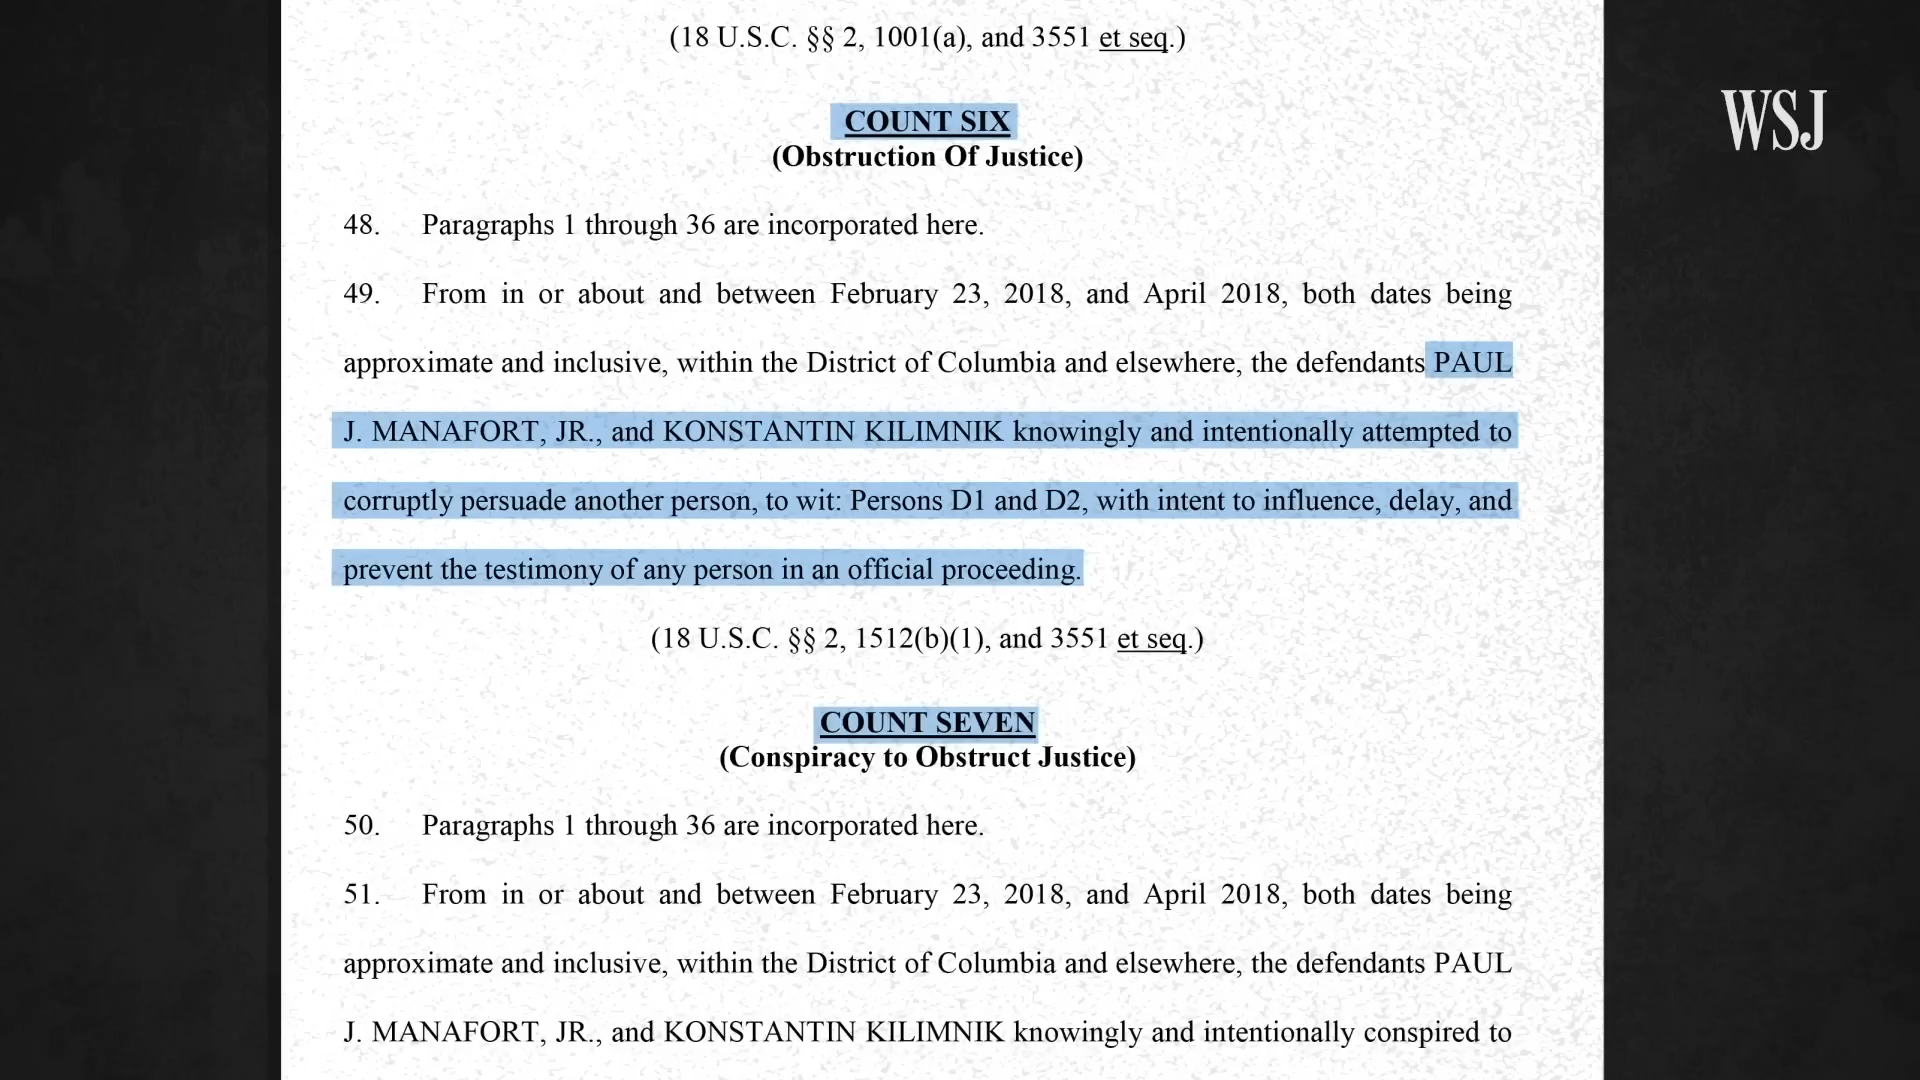 (18 U.S.C. §§ 2, 1001(a), and 3551 et seq.)
WSJ
COUNT SIX
(Obstruction Of Justice)
48. Paragraphs 1 through 36 are incorporated here.
49. From in or about and between February 23, 2018, and April 2018, both dates being
approximate and inclusive, within the District of Columbia and elsewhere, the defendants PAUL
J. MANAFORT, JR., and KONSTANTIN KILIMNIK knowingly and intentionally attempted to
corruptly persuade another person, to wit: Persons D1 and D2, with intent to influence, delay, and
prevent the testimony of any person in an official proceeding.
(18 U.S.C. §§ 2, 1512(b)(1), and 3551 et seq.)
COUNT SEVEN
(Conspiracy to Obstruct Justice)
50. Paragraphs 1 through 36 are incorporated here.
51. From in or about and between February 23, 2018, and April 2018, both dates being
approximate and inclusive, within the District of Columbia and elsewhere, the defendants PAUL
J. MANAFORT, JR., and KONSTANTIN KILIMNIK knowingly and intentionally conspired to